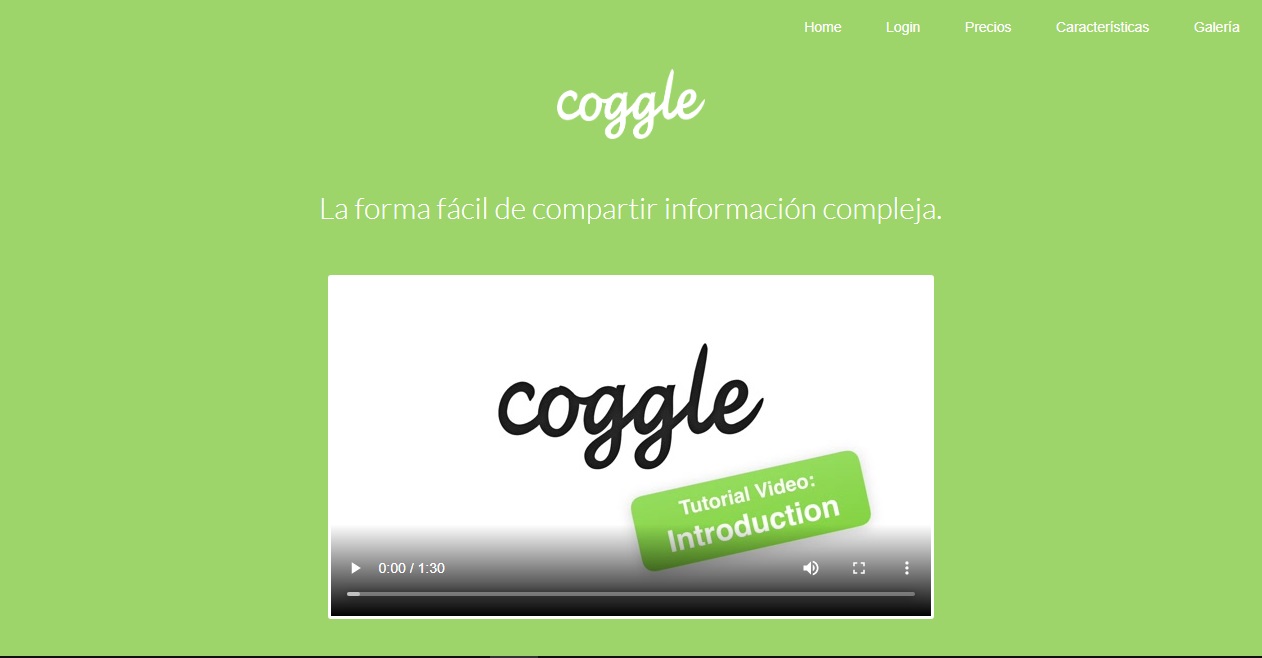 Home Login Precios Características Galería
coggle
La forma fácil de compartir información compleja.
coggle
Tutorial Video:
Introduction
0:00 / 1:30